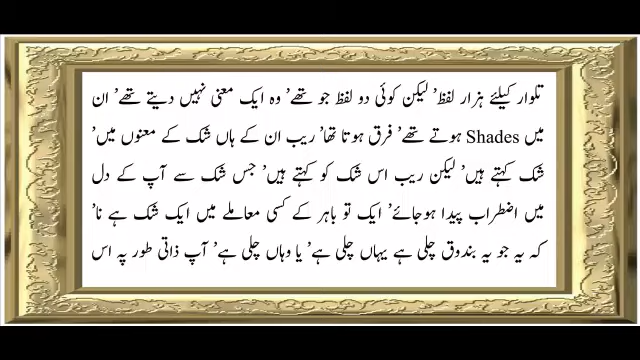 تلوار کیلئے ہزار لفظ’ لیکن کوئی دو لفظ جو تھے’ وہ ایک معنی نہیں دیتے تھے’ ان
میں Shades ہوتے تھے’ فرق ہوتا تھا’ ریب ان کے ہاں شک کے معنوں میں’
شک کہتے ہیں’ لیکن ریب اس شک کو کہتے ہیں’ جس شک سے آپ کے دل
میں اضطراب پیدا ہوجائے’ ایک تو باہر کے کسی معاملے میں ایک شک ہے نا’
کہ یہ جو یہ بندوق چلی ہے یہاں چلی ہے’ یا وہاں چلی ہے’ آپ ذاتی طور پہ اس